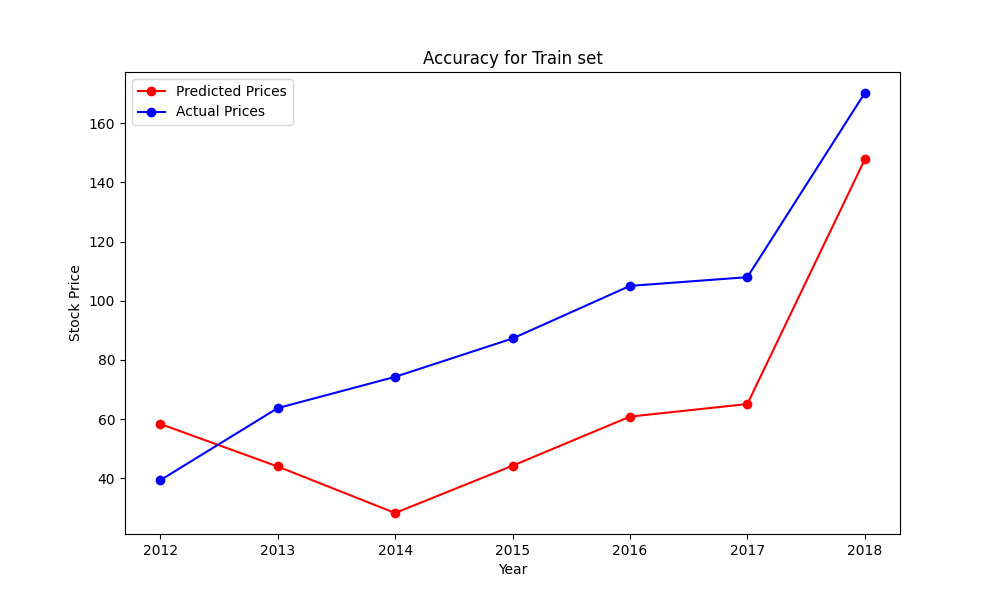 Accuracy for Train set
Predicted Prices
Actual Prices
160
140
120
100
80
60
40
Stock Price
2012 2013 2014 2015 2016 2017 2018
Year